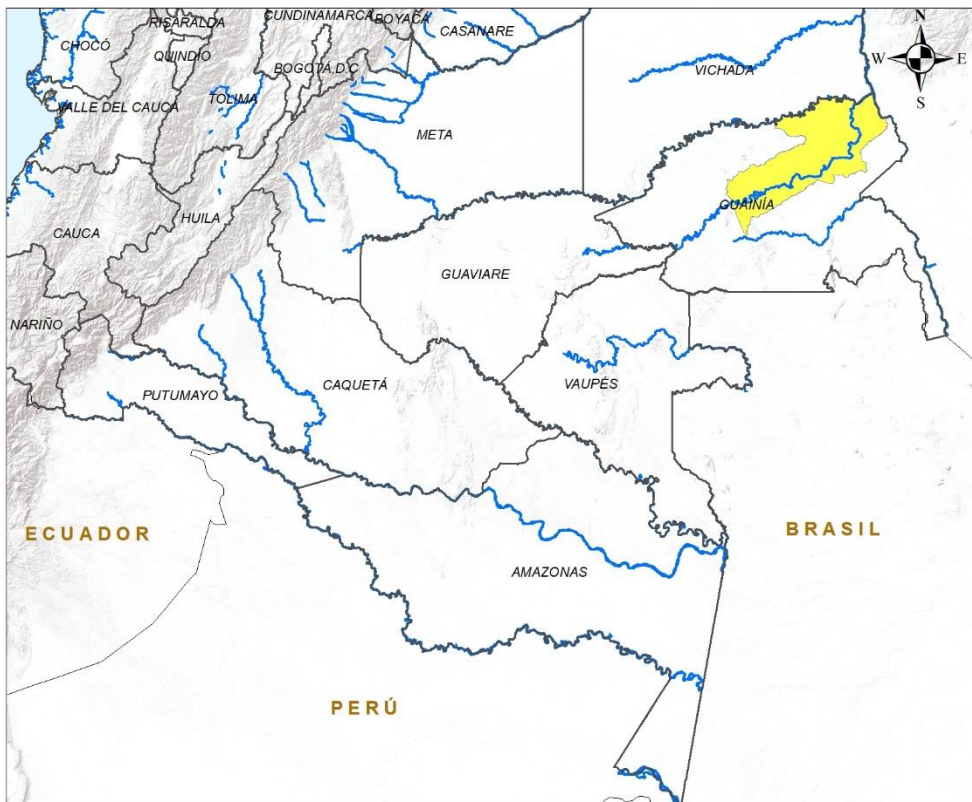 CUNDINAMARCA
BOYACÁ
RISARALDA
CASANARE
N
CHOCÓ
QUINDÍO
W
E
BOGOTÁ,D.C
VICHADA
S
VALLE DEL CAUCA
TOLIMA
META
GUAINÍA
HUILA
CAUCA
GUAVIARE
NARIÑO
VAUPÉS
CAQUETÁ
PUTUMAYO
ECUADOR
BRASIL
AMAZONAS
PERÚ